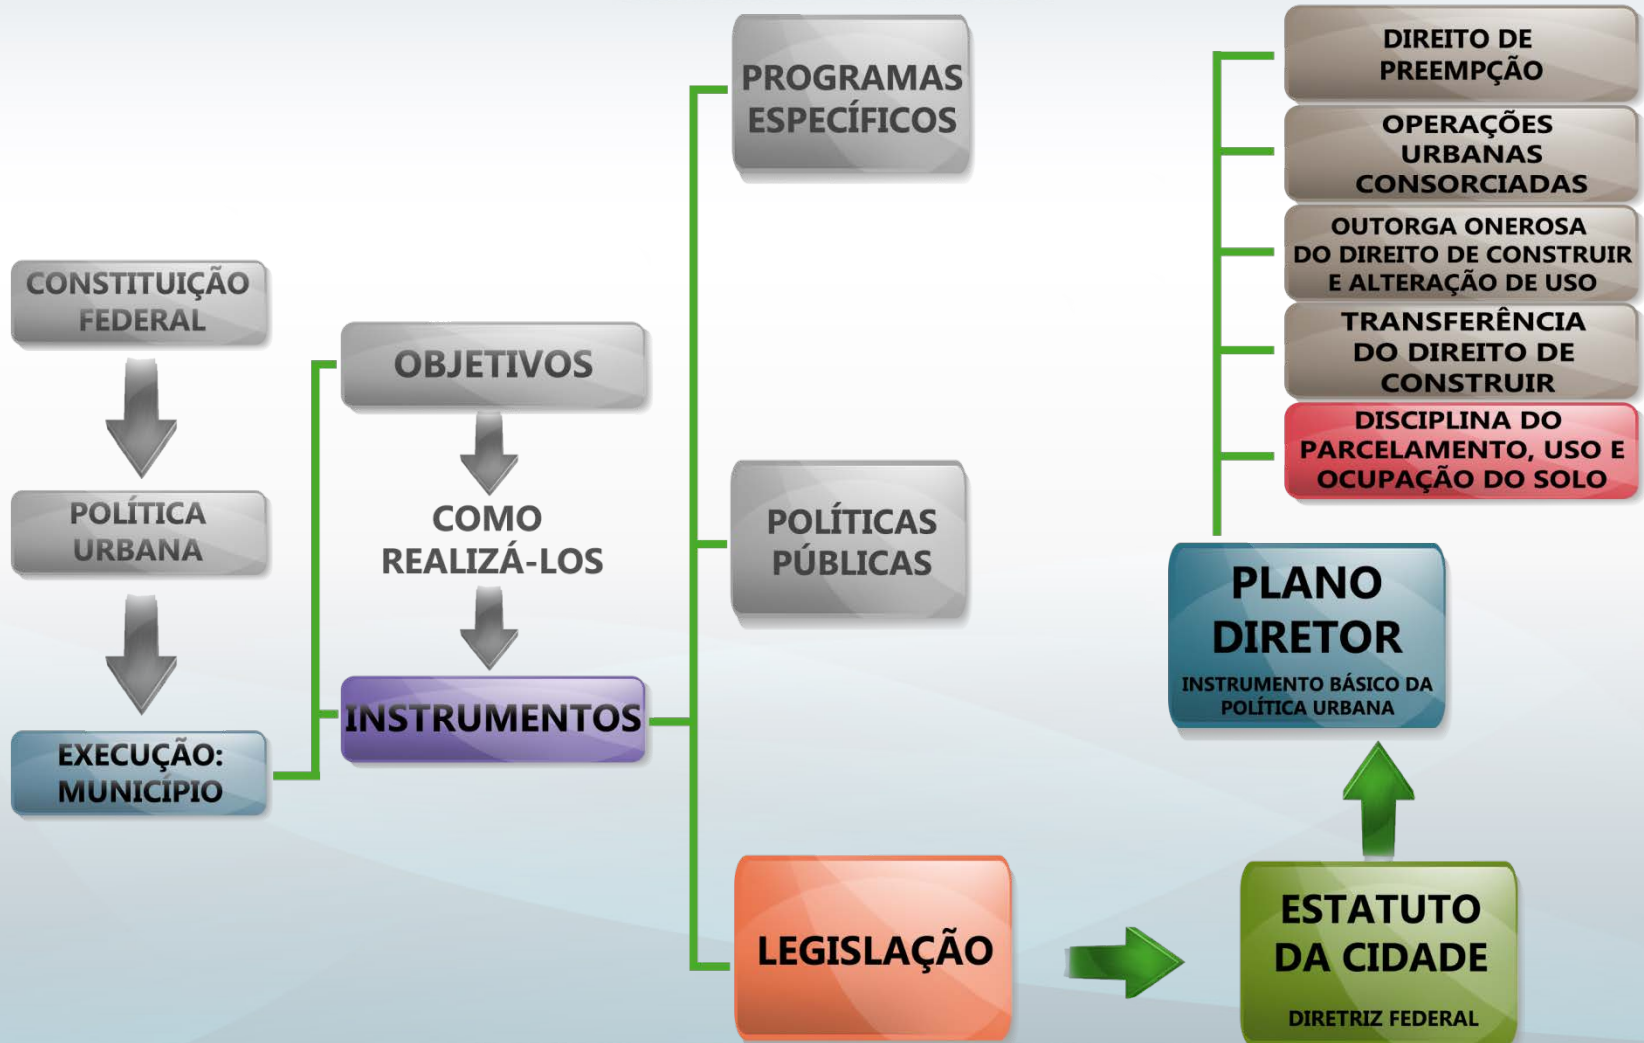 CONSTITUIÇÃO
FEDERAL
POLÍTICA
URBANA
EXECUÇÃO:
MUNICÍPIO
OBJETIVOS
COMO
REALIZÁ-LOS
INSTRUMENTOS
PROGRAMAS
ESPECÍFICOS
POLÍTICAS
PÚBLICAS
LEGISLAÇÃO
ESTATUTO
DA CIDADE
DIRETRIZ FEDERAL
PLANO
DIRETOR
INSTRUMENTO BÁSICO DA
POLÍTICA URBANA
DIREITO DE
PREEMPÇÃO
OPERAÇÕES
URBANAS
CONSORCIADAS
OUTORGA ONEROSA
DO DIREITO DE CONSTRUIR
E ALTERAÇÃO DE USO
TRANSFERÊNCIA
DO DIREITO DE
CONSTRUIR
DISCIPLINA DO
PARCELAMENTO, USO E
OCUPAÇÃO DO SOLO